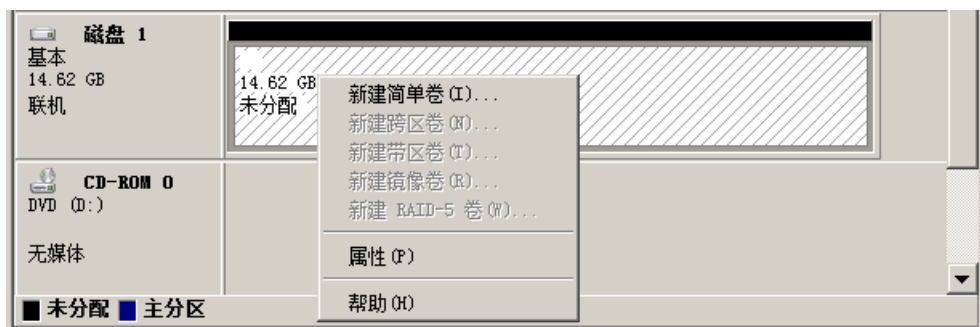 磁盘 1
基本
14.62 GB
联机
14.62 GB
未分配
新建简单卷(I)...
新建跨区卷(N)...
新建带区卷(T)...
新建镜像卷(R)...
新建 RAID-5 卷(W)...
属性(P)
帮助(H)
CD-ROM 0
DVD (D:)
无媒体
未分配 主分区